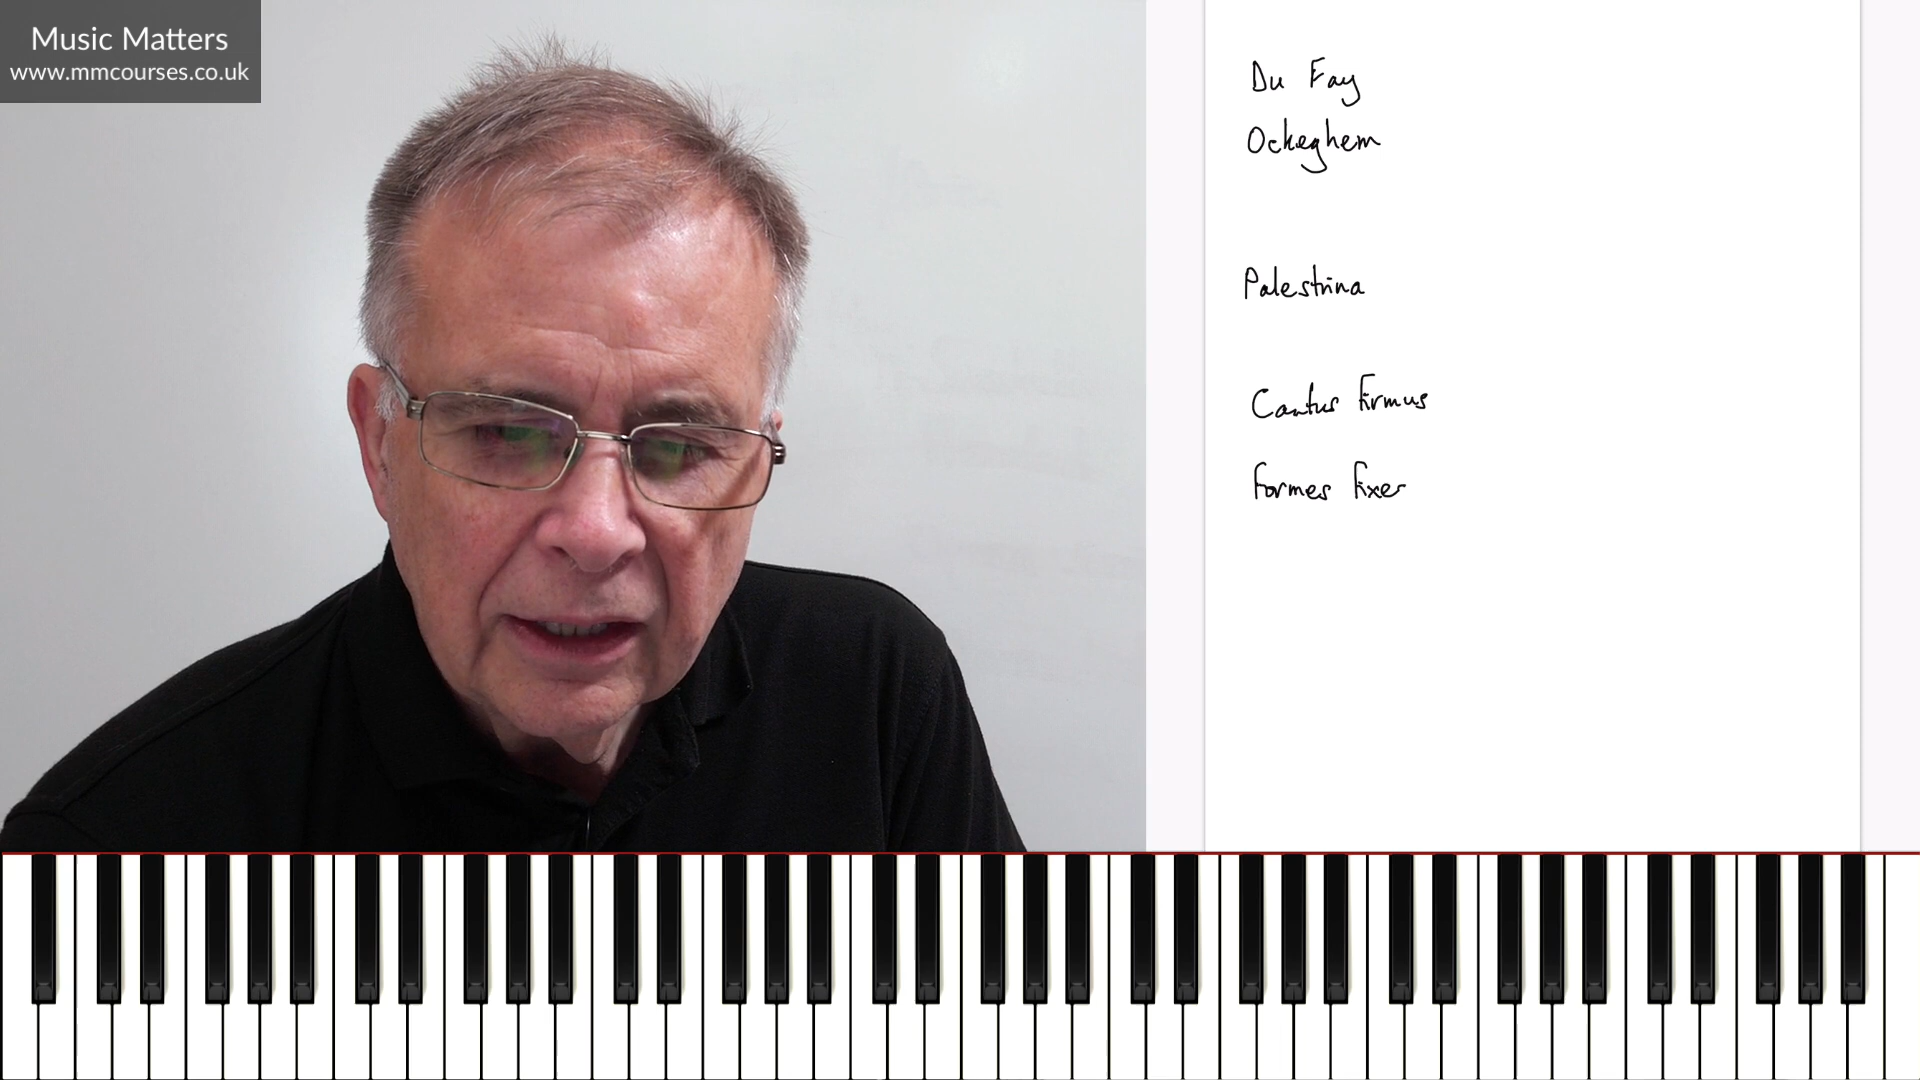 Music Matters
www.mmcourses.co.uk
Du Fay
Ockeghem
Palestrina
Cantus firmus
formes fixes